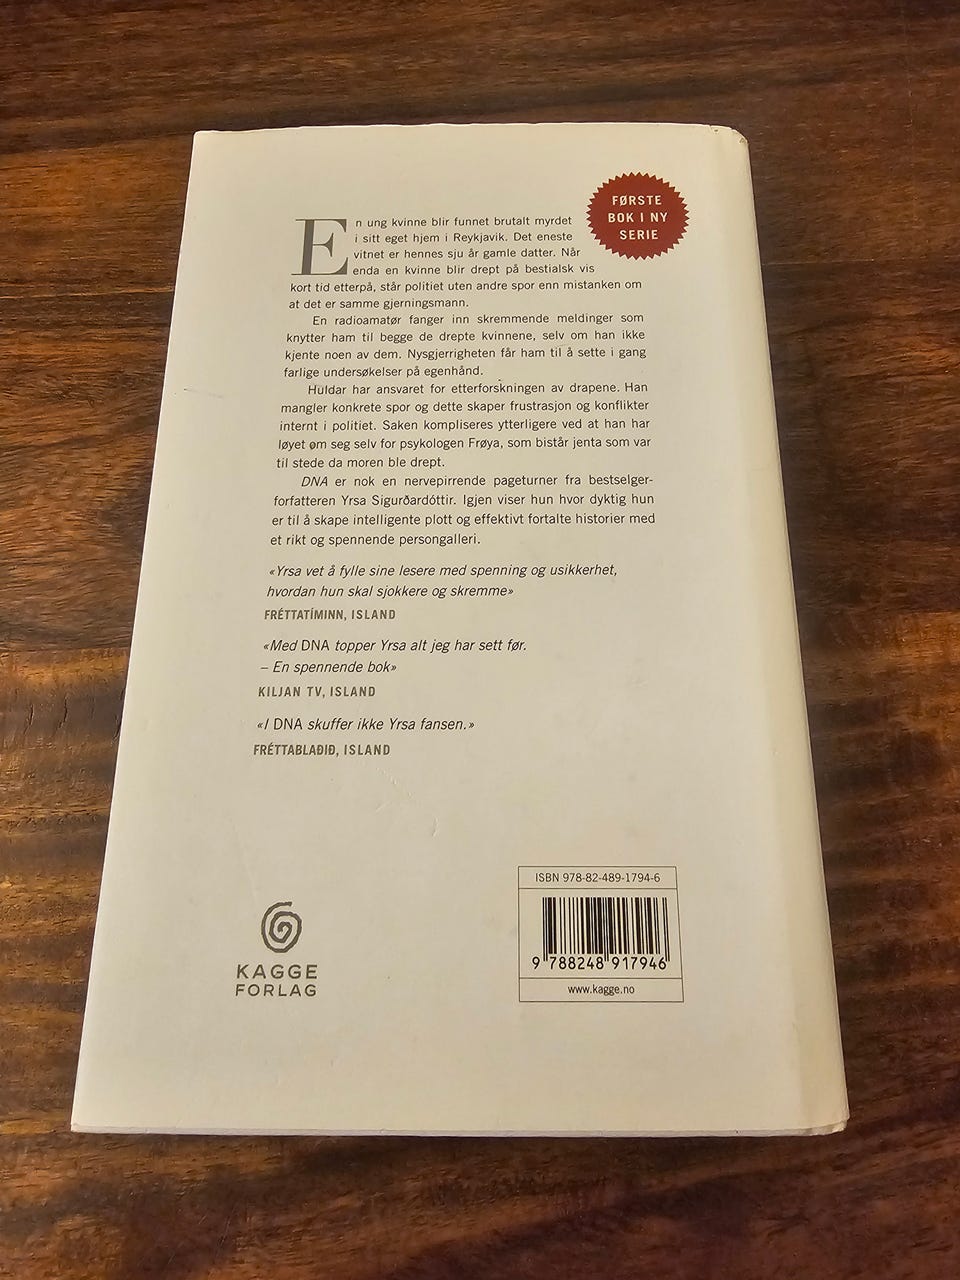 FØRSTE
BOK I NY
SERIE
En ung kvinne blir funnet brutalt myrdet
i sitt eget hjem i Reykjavik. Det eneste
vitnet er hennes sju år gamle datter. Når
enda en kvinne blir drept på bestialsk vis
kort tid etterpå, står politiet uten andre spor enn mistanken om
at det er samme gjerningsmann.
En radioamatør fanger inn skremmende meldinger som
knytter ham til begge de drepte kvinnene, selv om han ikke
kjente noen av dem. Nysgjerrigheten får ham til å sette i gang
farlige undersøkelser på egenhånd.
Huldar har ansvaret for etterforskningen av drapene. Han
mangler konkrete spor og dette skaper frustrasjon og konflikter
internt i politiet. Saken kompliseres ytterligere ved at han har
løyet om seg selv for psykologen Frøya, som bistår jenta som var
til stede da moren ble drept.
DNA er nok en nervepirrende pageturner fra bestselger-
forfatteren Yrsa Sigurðardóttir. Igjen viser hun hvor dyktig hun
er til å skape intelligente plott og effektivt fortalte historier med
et rikt og spennende persongalleri.
«Yrsa vet å fylle sine lesere med spenning og usikkerhet,
hvordan hun skal sjokkere og skremme»
FRÉTTATÍMINN, ISLAND
«Med DNA topper Yrsa alt jeg har sett før.
– En spennende bok»
KILJAN TV, ISLAND
«I DNA skuffer ikke Yrsa fansen.»
FRÉTTABLAÐIÐ, ISLAND
ISBN 978-82-489-1794-6
9 788248 917946
www.kagge.no
KAGGE
FORLAG